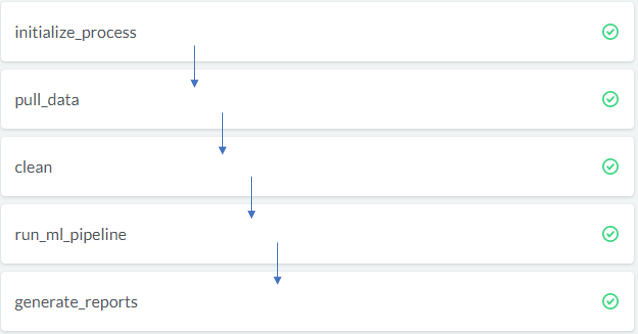 initialize_process
pull_data
clean
run_ml_pipeline
generate_reports